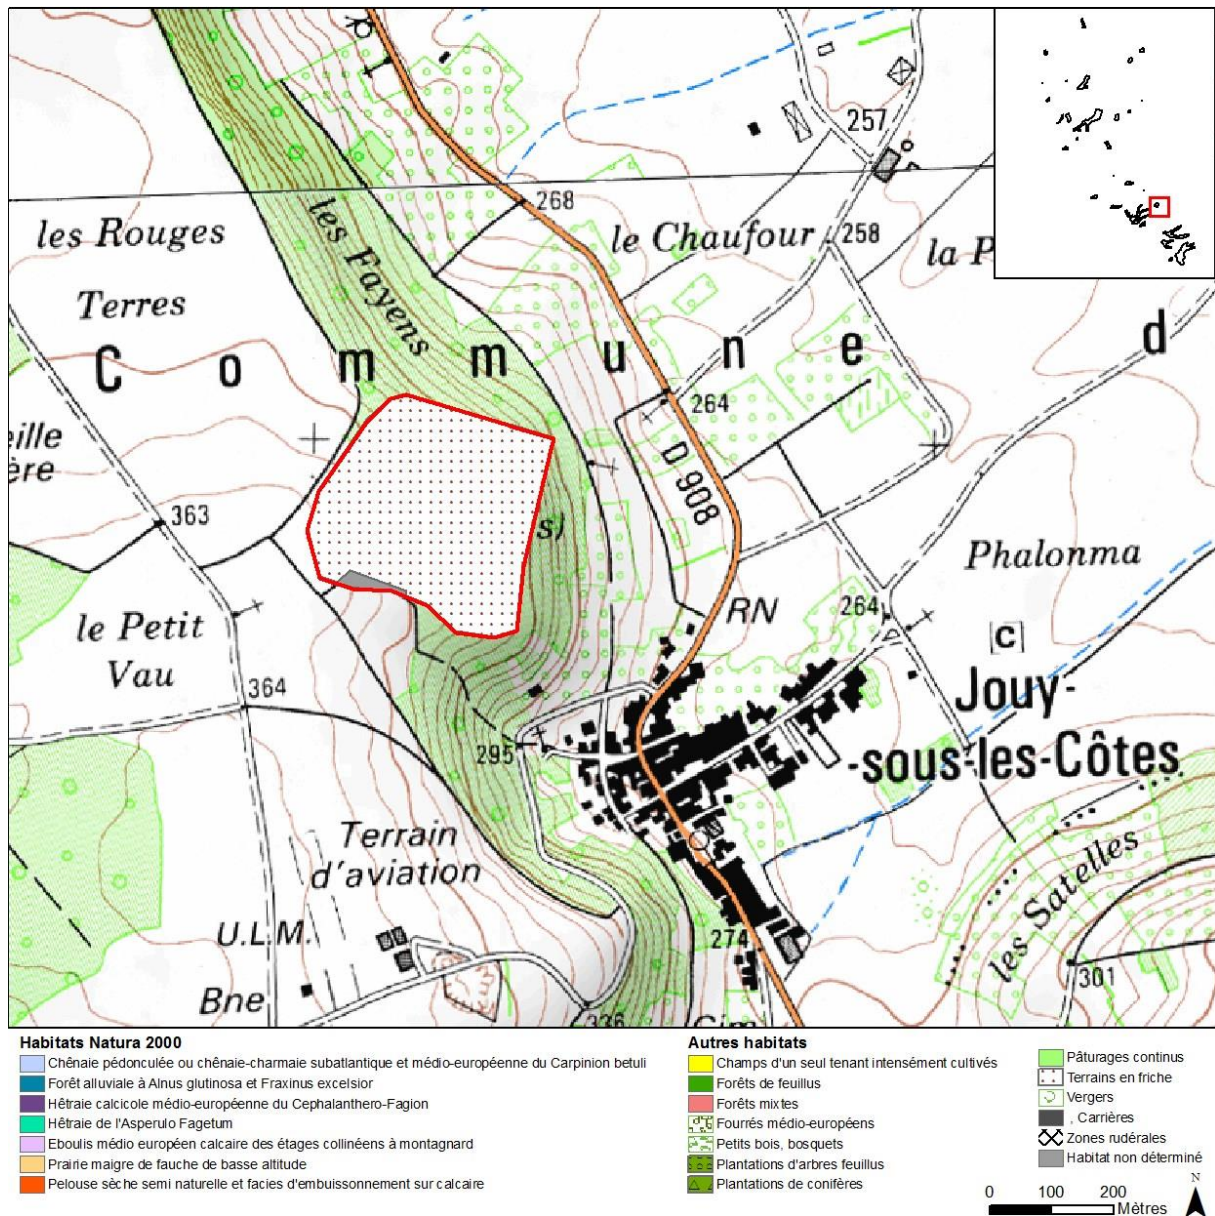 257
268
les Rouges
Terres
les Fayens
le Chaufour
258
la P
C o m m u n e d
264
D 908
eille
ère
363
s)
Phalonma
le Petit
Vau
RN
264
[c]
364
Jouy-
-sous-les-Côtes
295
Terrain
d'aviation
U.L.M.
Bne
274
les Satelles
301
336
Cim
Habitats Natura 2000
Chênaie pédonculée ou chênaie-charmaie subatlantique et médio-européenne du Carpinion betuli
Forêt alluviale à Alnus glutinosa et Fraxinus excelsior
Hêtraie calcicole médio-européenne du Cephalanthero-Fagion
Hêtraie de l'Asperulo Fagetum
Eboulis médio européen calcaire des étages collinéens à montagnard
Prairie maigre de fauche de basse altitude
Pelouse sèche semi naturelle et facies d'embuissonnement sur calcaire
Autres habitats
Champs d'un seul tenant intensément cultivés
Forêts de feuillus
Forêts mixtes
Fourrés médio-européens
Petits bois, bosquets
Plantations d'arbres feuillus
Plantations de conifères
Pâturages continus
Terrains en friche
Vergers
, Carrières
Zones rudérales
Habitat non déterminé
N
0 100 200
Mètres